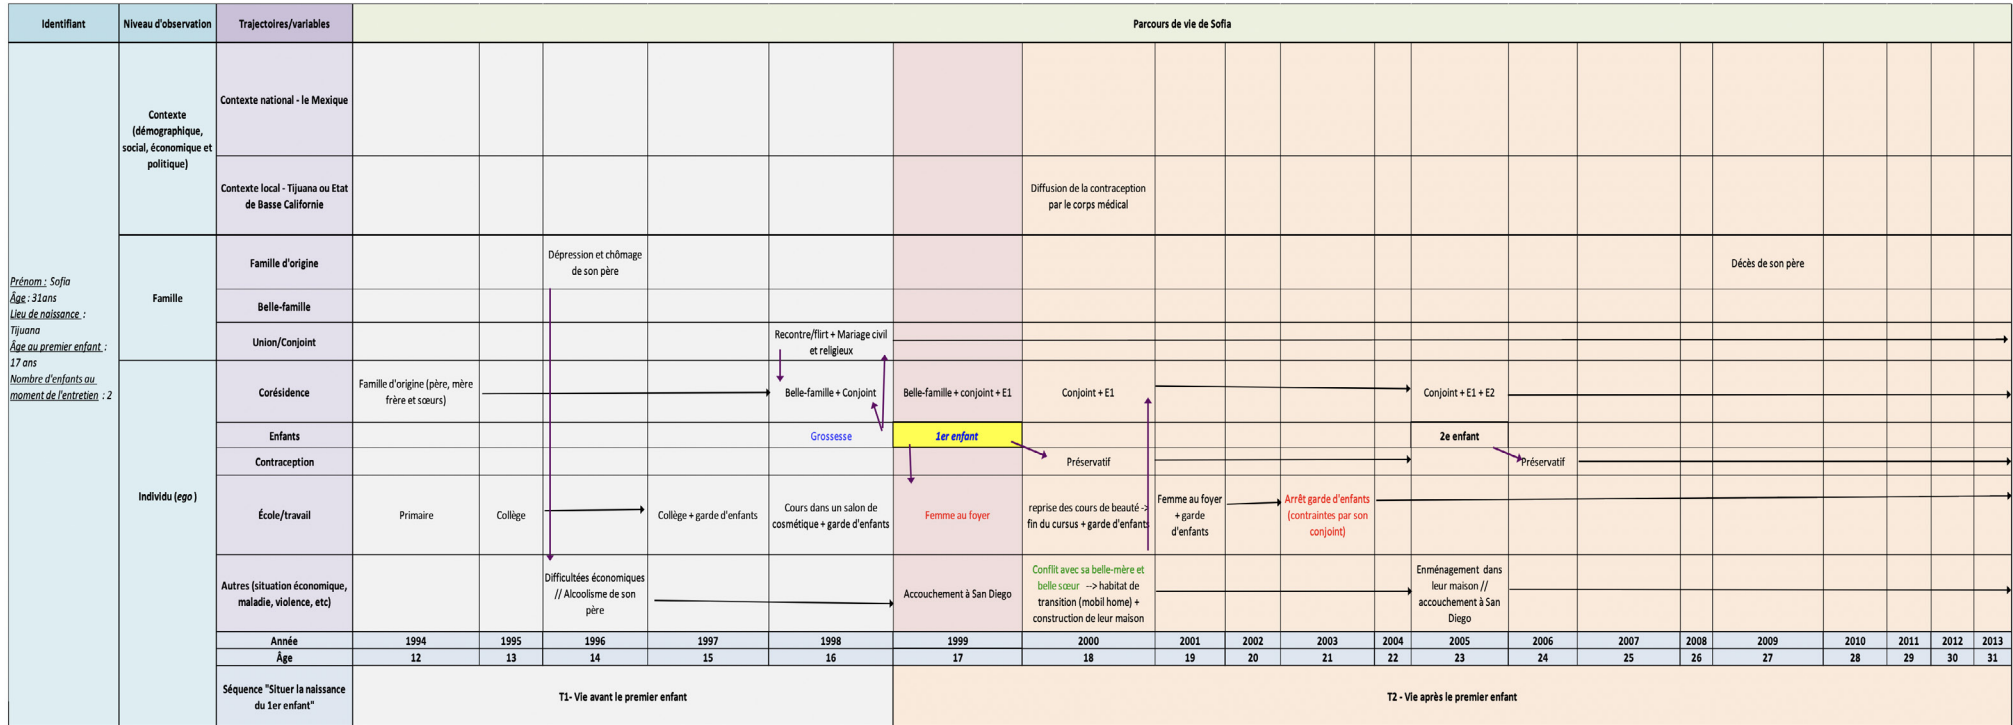 Identifiant
Niveau d'observation
Trajectoires/variables
Parcours de vie de Sofia
Prénom : Sofia
Âge : 31ans
Lieu de naissance :
Tijuana
Âge au premier enfant :
17 ans
Nombre d'enfants au
moment de l'entretien : 2
Contexte
(démographique,
social, économique et
politique)
Contexte national - le Mexique
Contexte local - Tijuana ou Etat
de Basse Californie
Diffusion de la contraception
par le corps médical
Famille
Famille d'origine
Dépression et chômage
de son père
Décès de son père
Belle-famille
Union/Conjoint
Recontre/flirt + Mariage civil
et religieux
Individu (ego )
Corésidence
Famille d'origine (père, mère
frère et sœurs)
Belle-famille + Conjoint
Belle-famille + conjoint + E1
Conjoint + E1
Conjoint + E1 + E2
Enfants
Grossesse
1er enfant
2e enfant
Contraception
Préservatif
Préservatif
École/travail
Primaire
Collège
Collège + garde d'enfants
Cours dans un salon de
cosmétique + garde d'enfants
Femme au foyer
reprise des cours de beauté ->
fin du cursus + garde d'enfants
Femme au foyer
+ garde
d'enfants
Arrêt garde d'enfants
(contraintes par son
conjoint)
Autres (situation économique,
maladie, violence, etc)
Difficultées économiques
// Alcoolisme de son
père
Accouchement à San Diego
Conflit avec sa belle-mère et
belle sœur --> habitat de
transition (mobil home) +
construction de leur maison
Enménagement dans
leur maison //
accouchement à San
Diego
Année 1994 1995 1996 1997 1998 1999 2000 2001 2002 2003 2004 2005 2006 2007 2008 2009 2010 2011 2012 2013
Âge 12 13 14 15 16 17 18 19 20 21 22 23 24 25 26 27 28 29 30 31
Séquence "Situer la naissance
du 1er enfant"
T1- Vie avant le premier enfant
T2 - Vie après le premier enfant